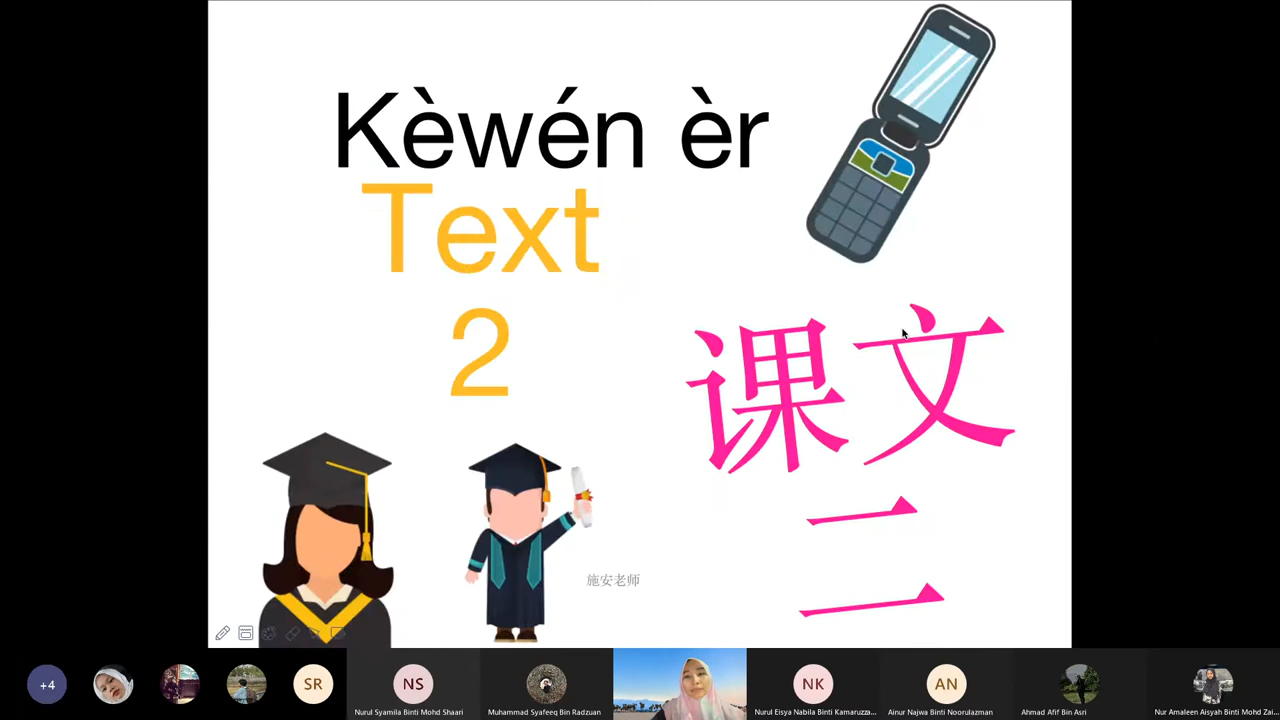 Kèwén èr
Text
2
课文
二
施安老师
+4
SR
NS
Nurul Syamila Binti Mohd Shaari
Muhammad Syafeeq Bin Radzuan
NK
Nurul Eisya Nabila Binti Kamaruzza...
AN
Ainur Najwa Binti Noorulazman
Ahmad Afif Bin Asri
Nur Amaleen Aisyah Binti Mohd Zai...